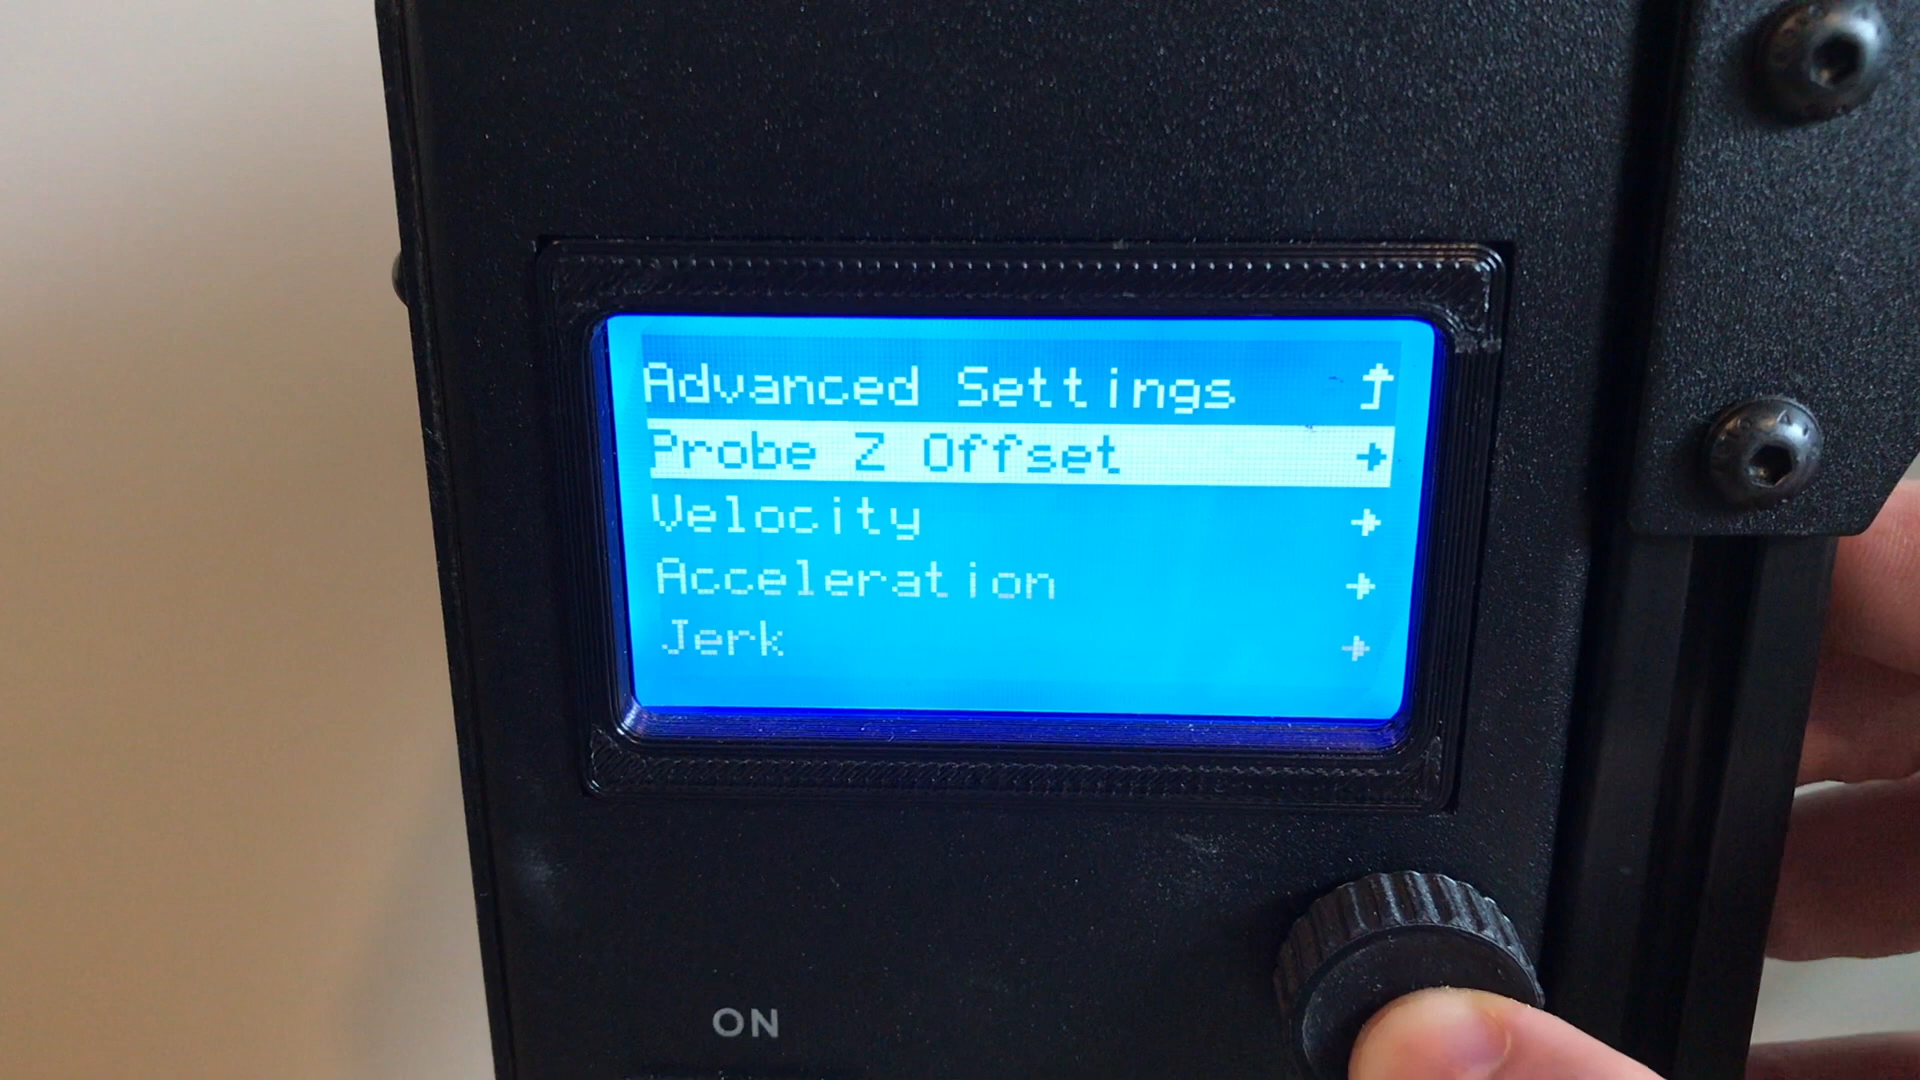 Advanced Settings
Probe Z Offset
Velocity
Acceleration
Jerk
ON